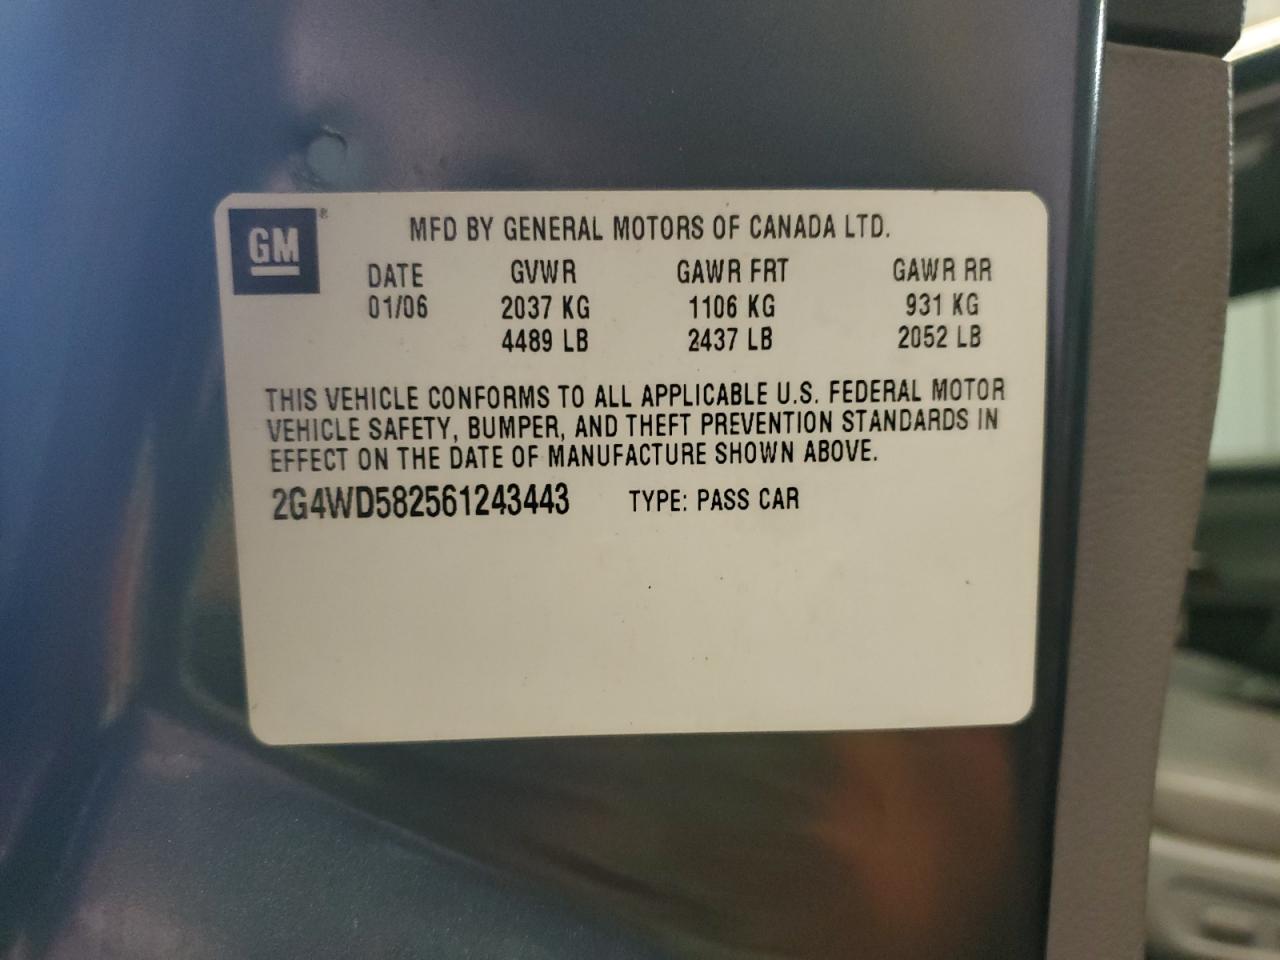 GM®
MFD BY GENERAL MOTORS OF CANADA LTD.
DATE GVWR GAWR FRT GAWR RR
01/06 2037 KG 1106 KG 931 KG
4489 LB 2437 LB 2052 LB
THIS VEHICLE CONFORMS TO ALL APPLICABLE U.S. FEDERAL MOTOR
VEHICLE SAFETY, BUMPER, AND THEFT PREVENTION STANDARDS IN
EFFECT ON THE DATE OF MANUFACTURE SHOWN ABOVE.
2G4WD582561243443 TYPE: PASS CAR